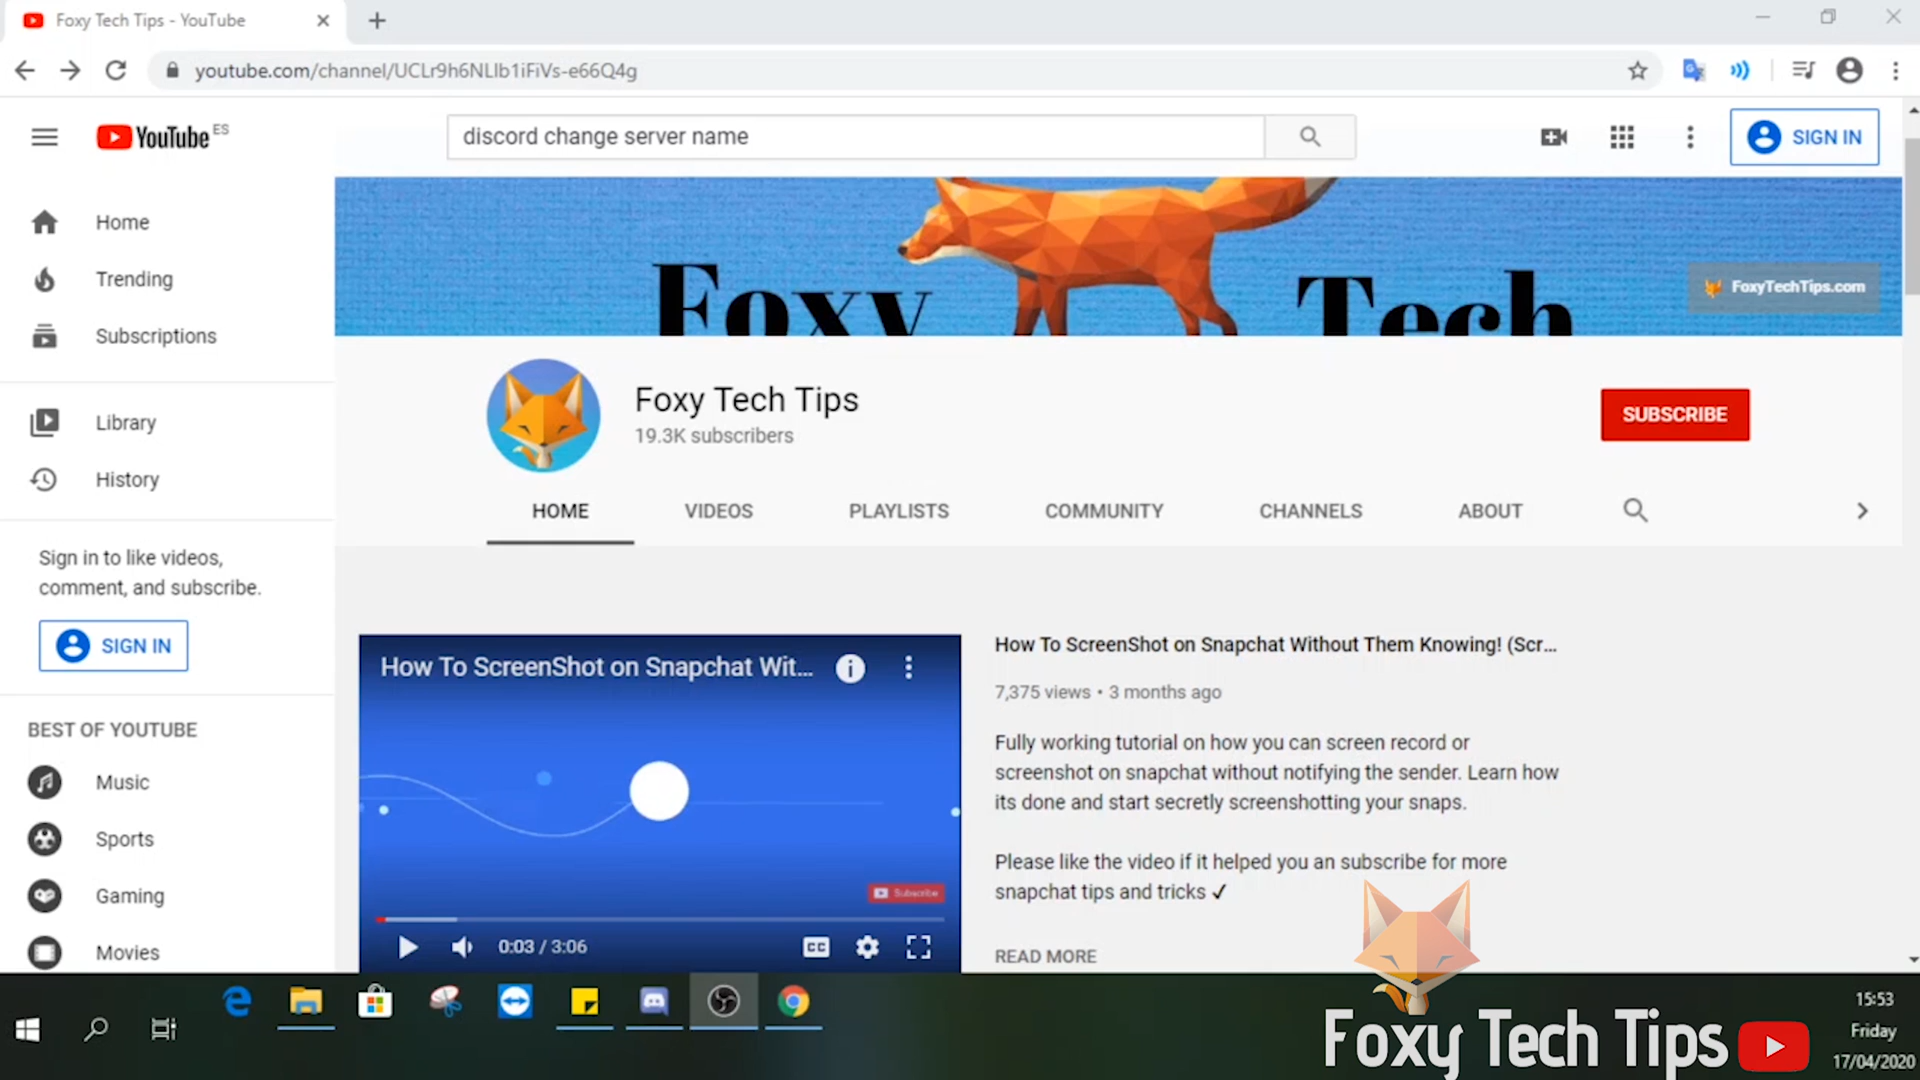 Foxy Tech Tips - YouTube
youtube.com/channel/UCLr9h6NLlb1iFiVs-e66Q4g
YouTube ES
discord change server name
SIGN IN
Home
Trending
Subscriptions
Library
History
Sign in to like videos,
comment, and subscribe.
SIGN IN
BEST OF YOUTUBE
Music
Sports
Gaming
Movies
Foxy Tech
FoxyTechTips.com
Foxy Tech Tips
19.3K subscribers
SUBSCRIBE
HOME VIDEOS PLAYLISTS COMMUNITY CHANNELS ABOUT
How To ScreenShot on Snapchat Wit...
Subscribe
0:03 / 3:06
CC
How To ScreenShot on Snapchat Without Them Knowing! (Scr...
7,375 views • 3 months ago
Fully working tutorial on how you can screen record or
screenshot on snapchat without notifying the sender. Learn how
its done and start secretly screenshotting your snaps.
Please like the video if it helped you an subscribe for more
snapchat tips and tricks ✓
READ MORE
Foxy Tech Tips
15:53
Friday
17/04/2020